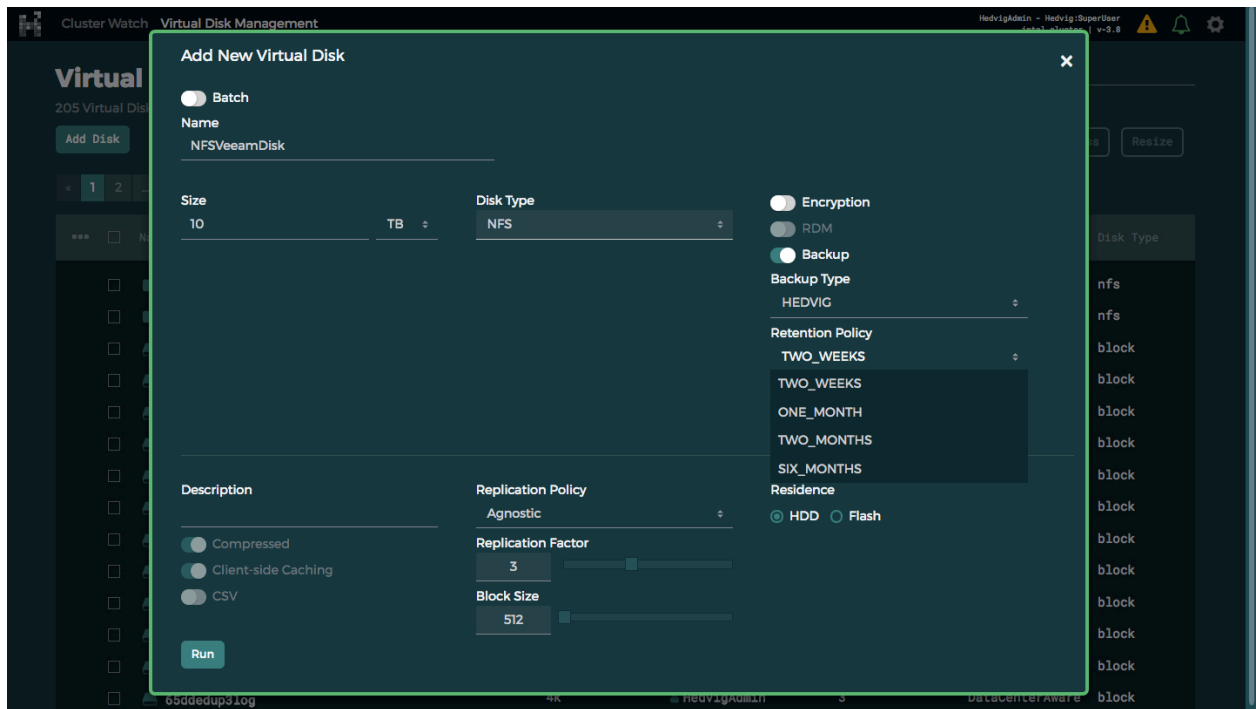 Cluster Watch Virtual Disk Management
HedvigAdmin - Hedvig:SuperUser
| v-3.8
Virtual
205 Virtual
Add Disk
Resize
« 1 2
Disk Type
Add New Virtual Disk
×
Batch
Name
NFSVeeamDisk
Size
10 TB
Disk Type
NFS
Encryption
RDM
Backup
Backup Type
HEDVIG
Retention Policy
TWO_WEEKS
TWO_WEEKS
ONE_MONTH
TWO_MONTHS
SIX_MONTHS
Description
Replication Policy
Agnostic
Residence
HDD Flash
Compressed
Client-side Caching
CSV
Replication Factor
3
Block Size
512
Run
nfs
nfs
block
block
block
block
block
block
block
block
block
block
block
65ddedup3log 4K HedvigAdmin 3 DataCenterAware block